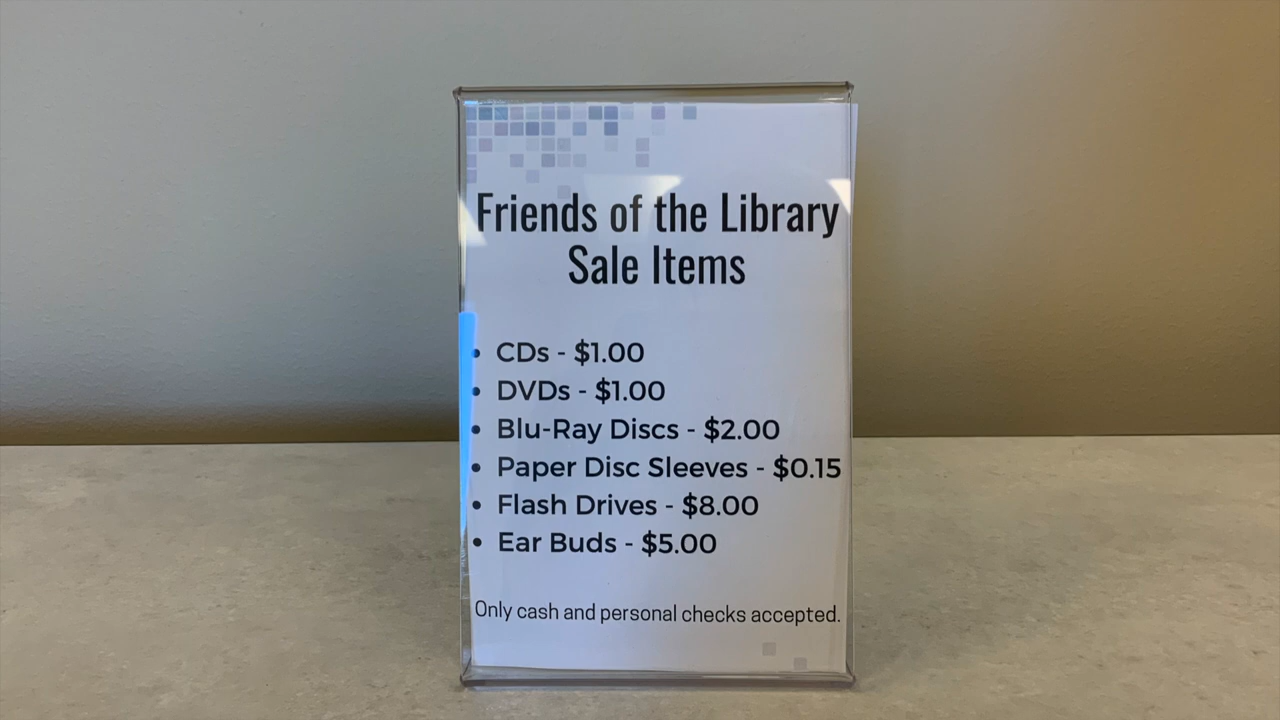 Friends of the Library
Sale Items
• CDs - $1.00
• DVDs - $1.00
• Blu-Ray Discs - $2.00
• Paper Disc Sleeves - $0.15
• Flash Drives - $8.00
• Ear Buds - $5.00
Only cash and personal checks accepted.